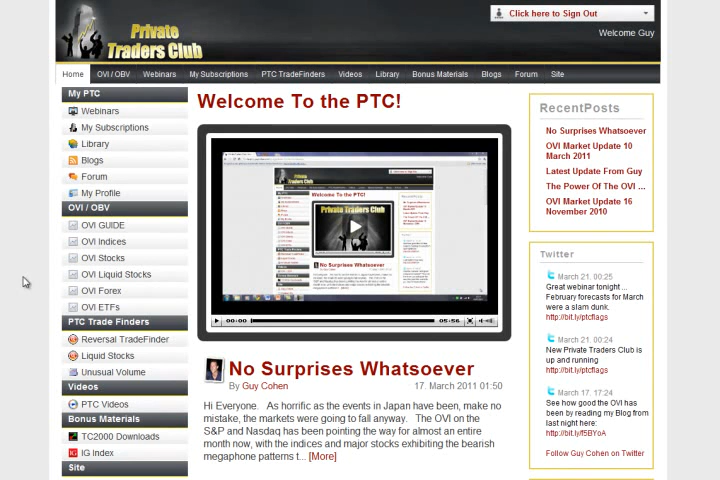 Private
Traders Club
Click here to Sign Out
Welcome Guy
Home OVI / OBV Webinars My Subscriptions PTC TradeFinders Videos Library Bonus Materials Blogs Forum Site
My PTC
Webinars
My Subscriptions
Library
Blogs
Forum
My Profile
OVI / OBV
OVI GUIDE
OVI Indices
OVI Stocks
OVI Liquid Stocks
OVI Forex
OVI ETFs
PTC Trade Finders
Reversal TradeFinder
Liquid Stocks
Unusual Volume
Videos
PTC Videos
Bonus Materials
TC2000 Downloads
IG Index
Site
Welcome To the PTC!
Welcome To the PTC!
Private Traders Club
No Surprises Whatsoever
00:00
05:56
No Surprises Whatsoever
By Guy Cohen
17. March 2011 01:50
Hi Everyone. As horrific as the events in Japan have been, make no
mistake, the markets were going to fall anyway. The OVI on the
S&P and Nasdaq has been pointing the way for almost an entire
month now, with the indices and major stocks exhibiting the bearish
megaphone patterns t... [More]
RecentPosts
No Surprises Whatsoever
OVI Market Update 10
March 2011
Latest Update From Guy
The Power Of The OVI ...
OVI Market Update 16
November 2010
Twitter
March 21, 00:25
Great webinar tonight ...
February forecasts for March
were a slam dunk.
http://bit.ly/ptcflags
March 21, 00:24
New Private Traders Club is
up and running
http://bit.ly/ptcflags
March 17, 17:24
See how good the OVI has
been by reading my Blog from
last night here:
http://bit.ly/f5BYoA
Follow Guy Cohen on Twitter